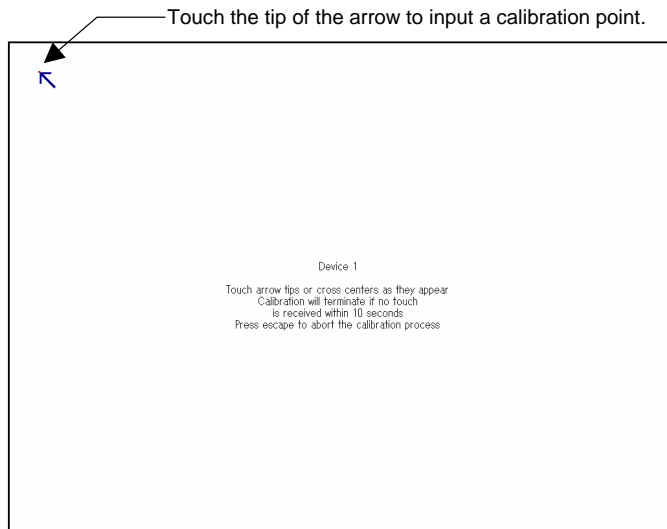 Touch the tip of the arrow to input a calibration point.
Device 1
Touch arrow tips or cross centers as they appear
Calibration will terminate if no touch
is received within 10 seconds
Press escape to abort the calibration process